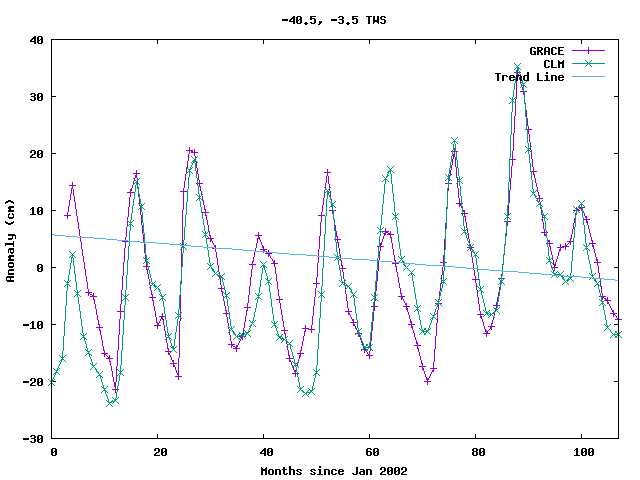 -40.5, -3.5 TWS
GRACE
CLM
Trend Line
40
30
20
10
0
-10
-20
-30
Anomaly (cm)
0 20 40 60 80 100
Months since Jan 2002